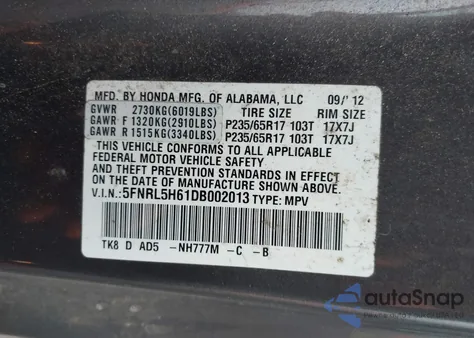 MFD. BY HONDA MFG. OF ALABAMA, LLC 09/'12
GVWR 2730KG(6019LBS) TIRE SIZE RIM SIZE
GAWR F 1320KG(2910LBS) P235/65R17 103T 17X7J
GAWR R 1515KG(3340LBS) P235/65R17 103T 17X7J
THIS VEHICLE CONFORMS TO ALL APPLICABLE
FEDERAL MOTOR VEHICLE SAFETY
AND THEFT PREVENTION STANDARDS IN EFFECT
ON THE DATE OF MANUFACTURE SHOWN ABOVE.
V.I.N.: 5FNRL5H61DB002013 TYPE: MPV
TK8 D AD5 -NH777M -C -B
autoSnap